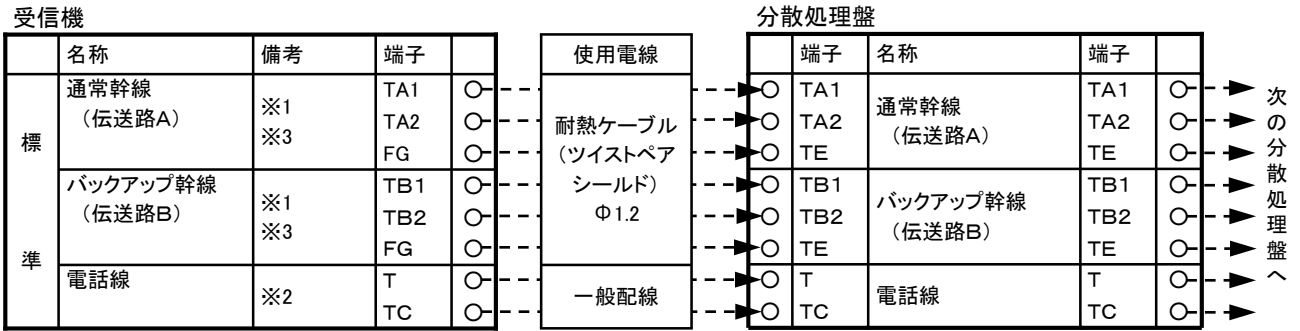 受信機
名称 備考 端子
標準
通常幹線
（伝送路A）
※1
※3
TA1
TA2
FG
バックアップ幹線
（伝送路B）
※1
※3
TB1
TB2
FG
電話線
※2
T
TC
使用電線
耐熱ケーブル
（ツイストペア
シールド）
Φ1.2
一般配線
分散処理盤
端子 名称 端子
TA1
TA2
TE
通常幹線
（伝送路A）
TA1
TA2
TE
TB1
TB2
TE
バックアップ幹線
（伝送路B）
TB1
TB2
TE
T
TC
電話線
T
TC
次の分散処理盤へ